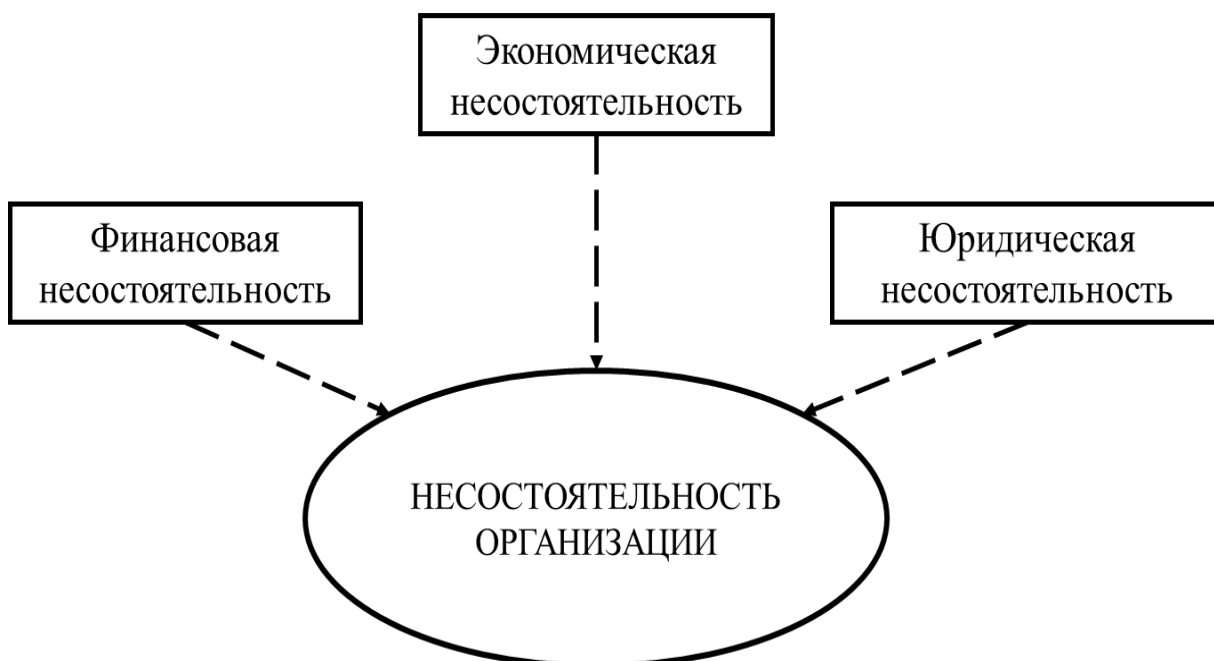 Экономическая
несостоятельность
Финансовая
несостоятельность
Юридическая
несостоятельность
НЕСОСТОЯТЕЛЬНОСТЬ
ОРГАНИЗАЦИИ